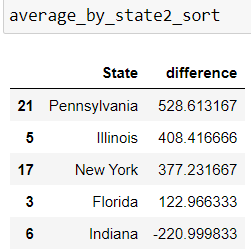 average_by_state2_sort
State difference
21 Pennsylvania 528.613167
5 Illinois 408.416666
17 New York 377.231667
3 Florida 122.966333
6 Indiana -220.999833